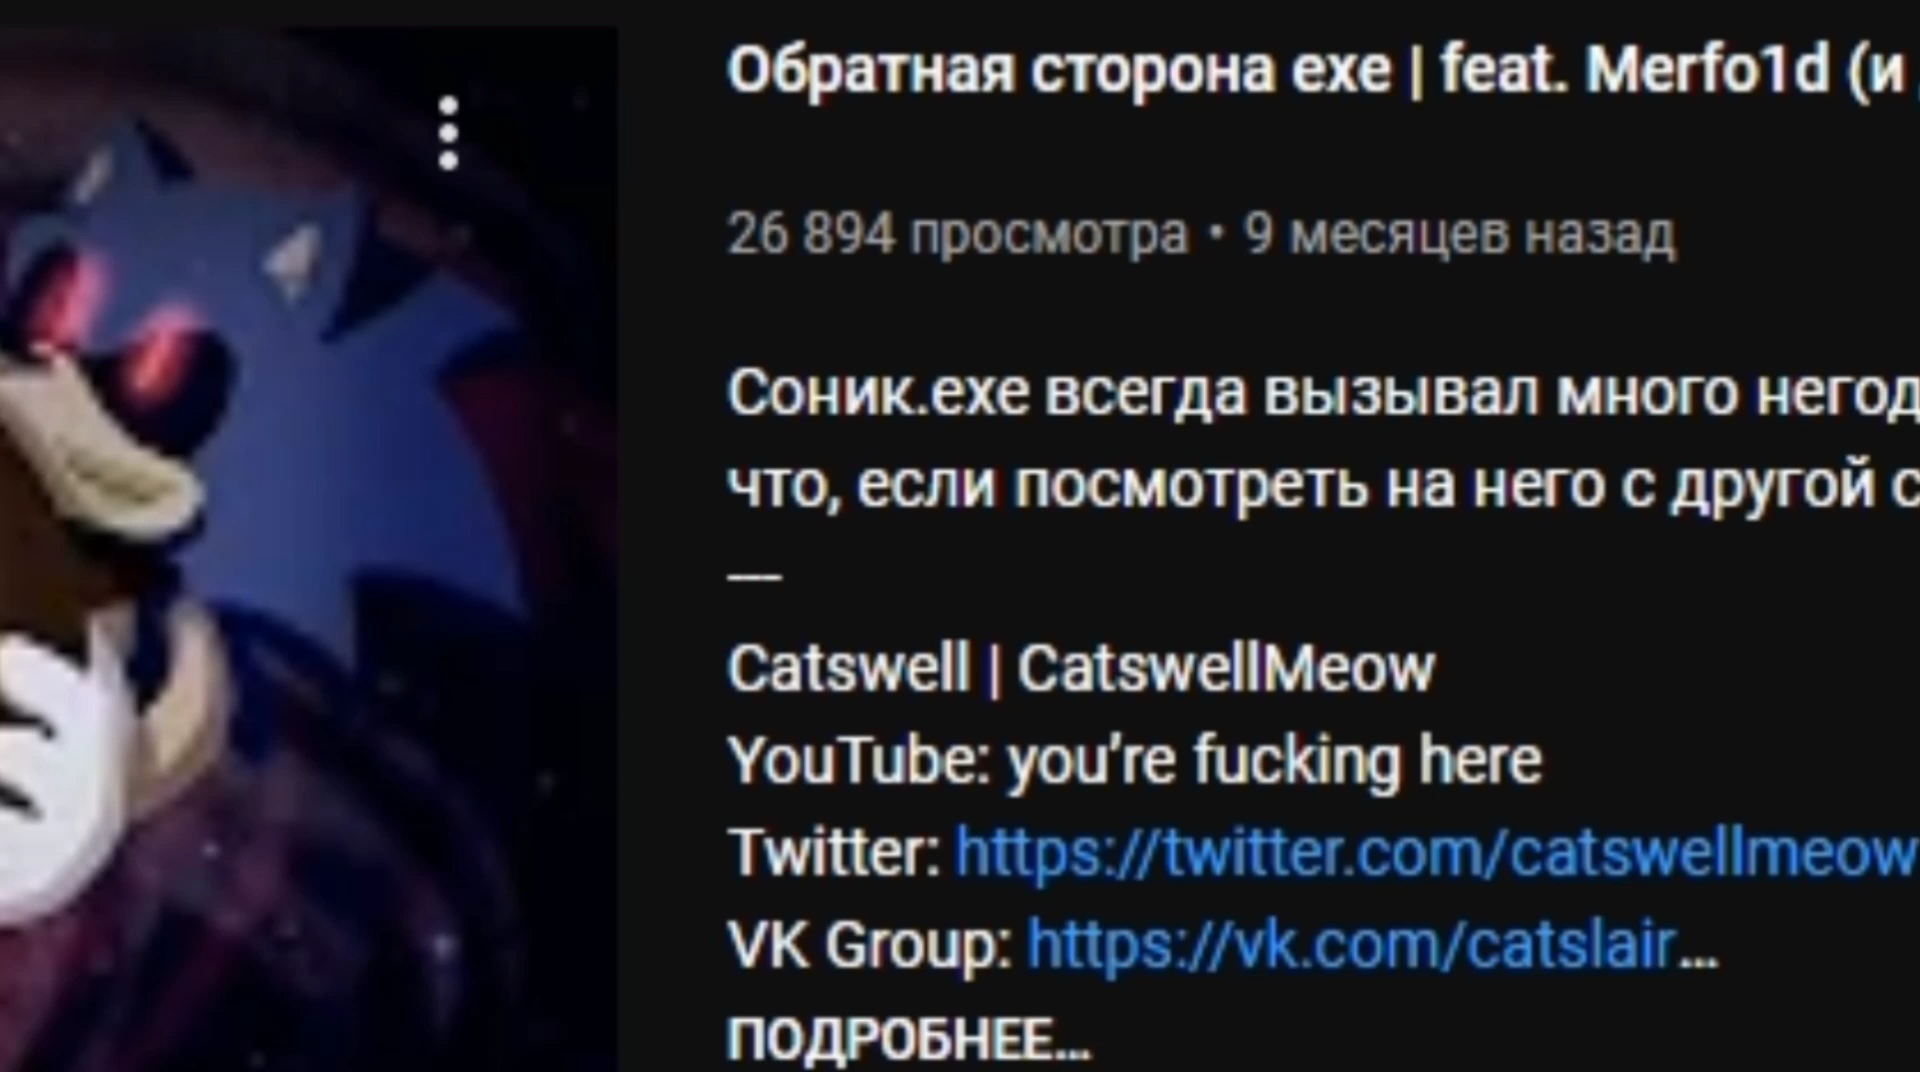 Обратная сторона exe | feat. Merfo1d (и
26 894 просмотра • 9 месяцев назад
Соник.exe всегда вызывал много негод
что, если посмотреть на него с другой с
—
Catswell | CatswellMeow
YouTube: you’re fucking here
Twitter: https://twitter.com/catswellmeow
VK Group: https://vk.com/catslair...
ПОДРОБНЕЕ...